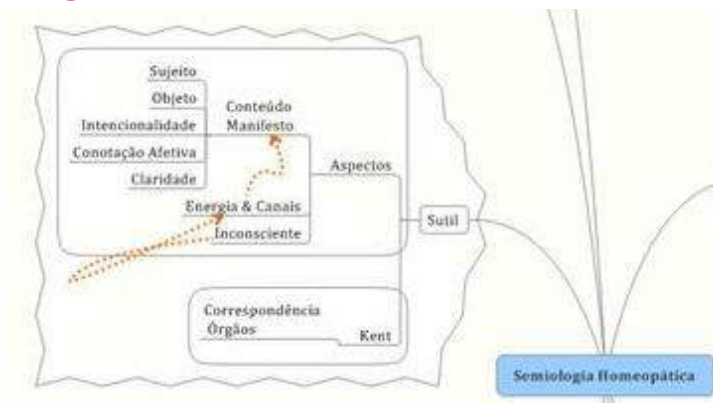 Sujeito
Objeto
Intencionalidade
Conotação Afetiva
Claridade
Conteúdo
Manifesto
Energia & Canais
Inconsciente
Aspectos
Sutil
Correspondência
Órgãos
Kent
Semiologia Homeopática